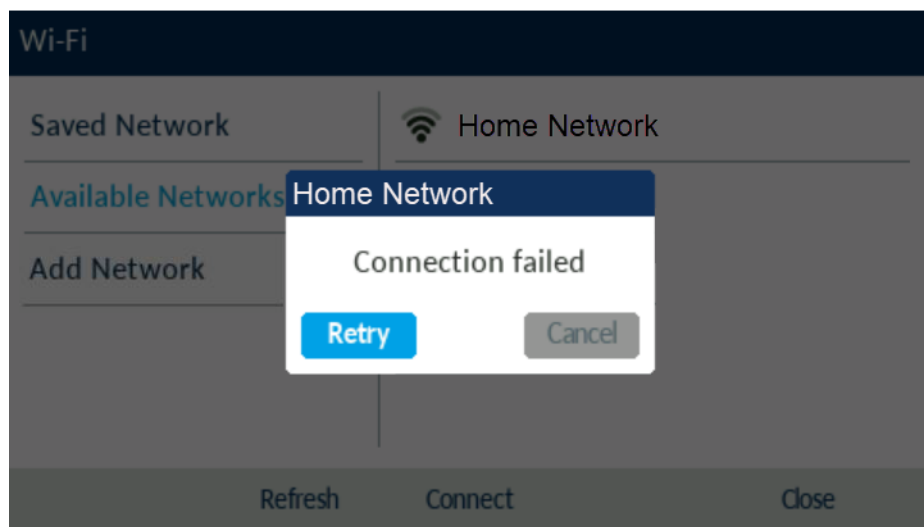 Wi-Fi
Saved Network
Home Network
Available Networks
Add Network
Home Network
Connection failed
Retry Cancel
Refresh Connect Close